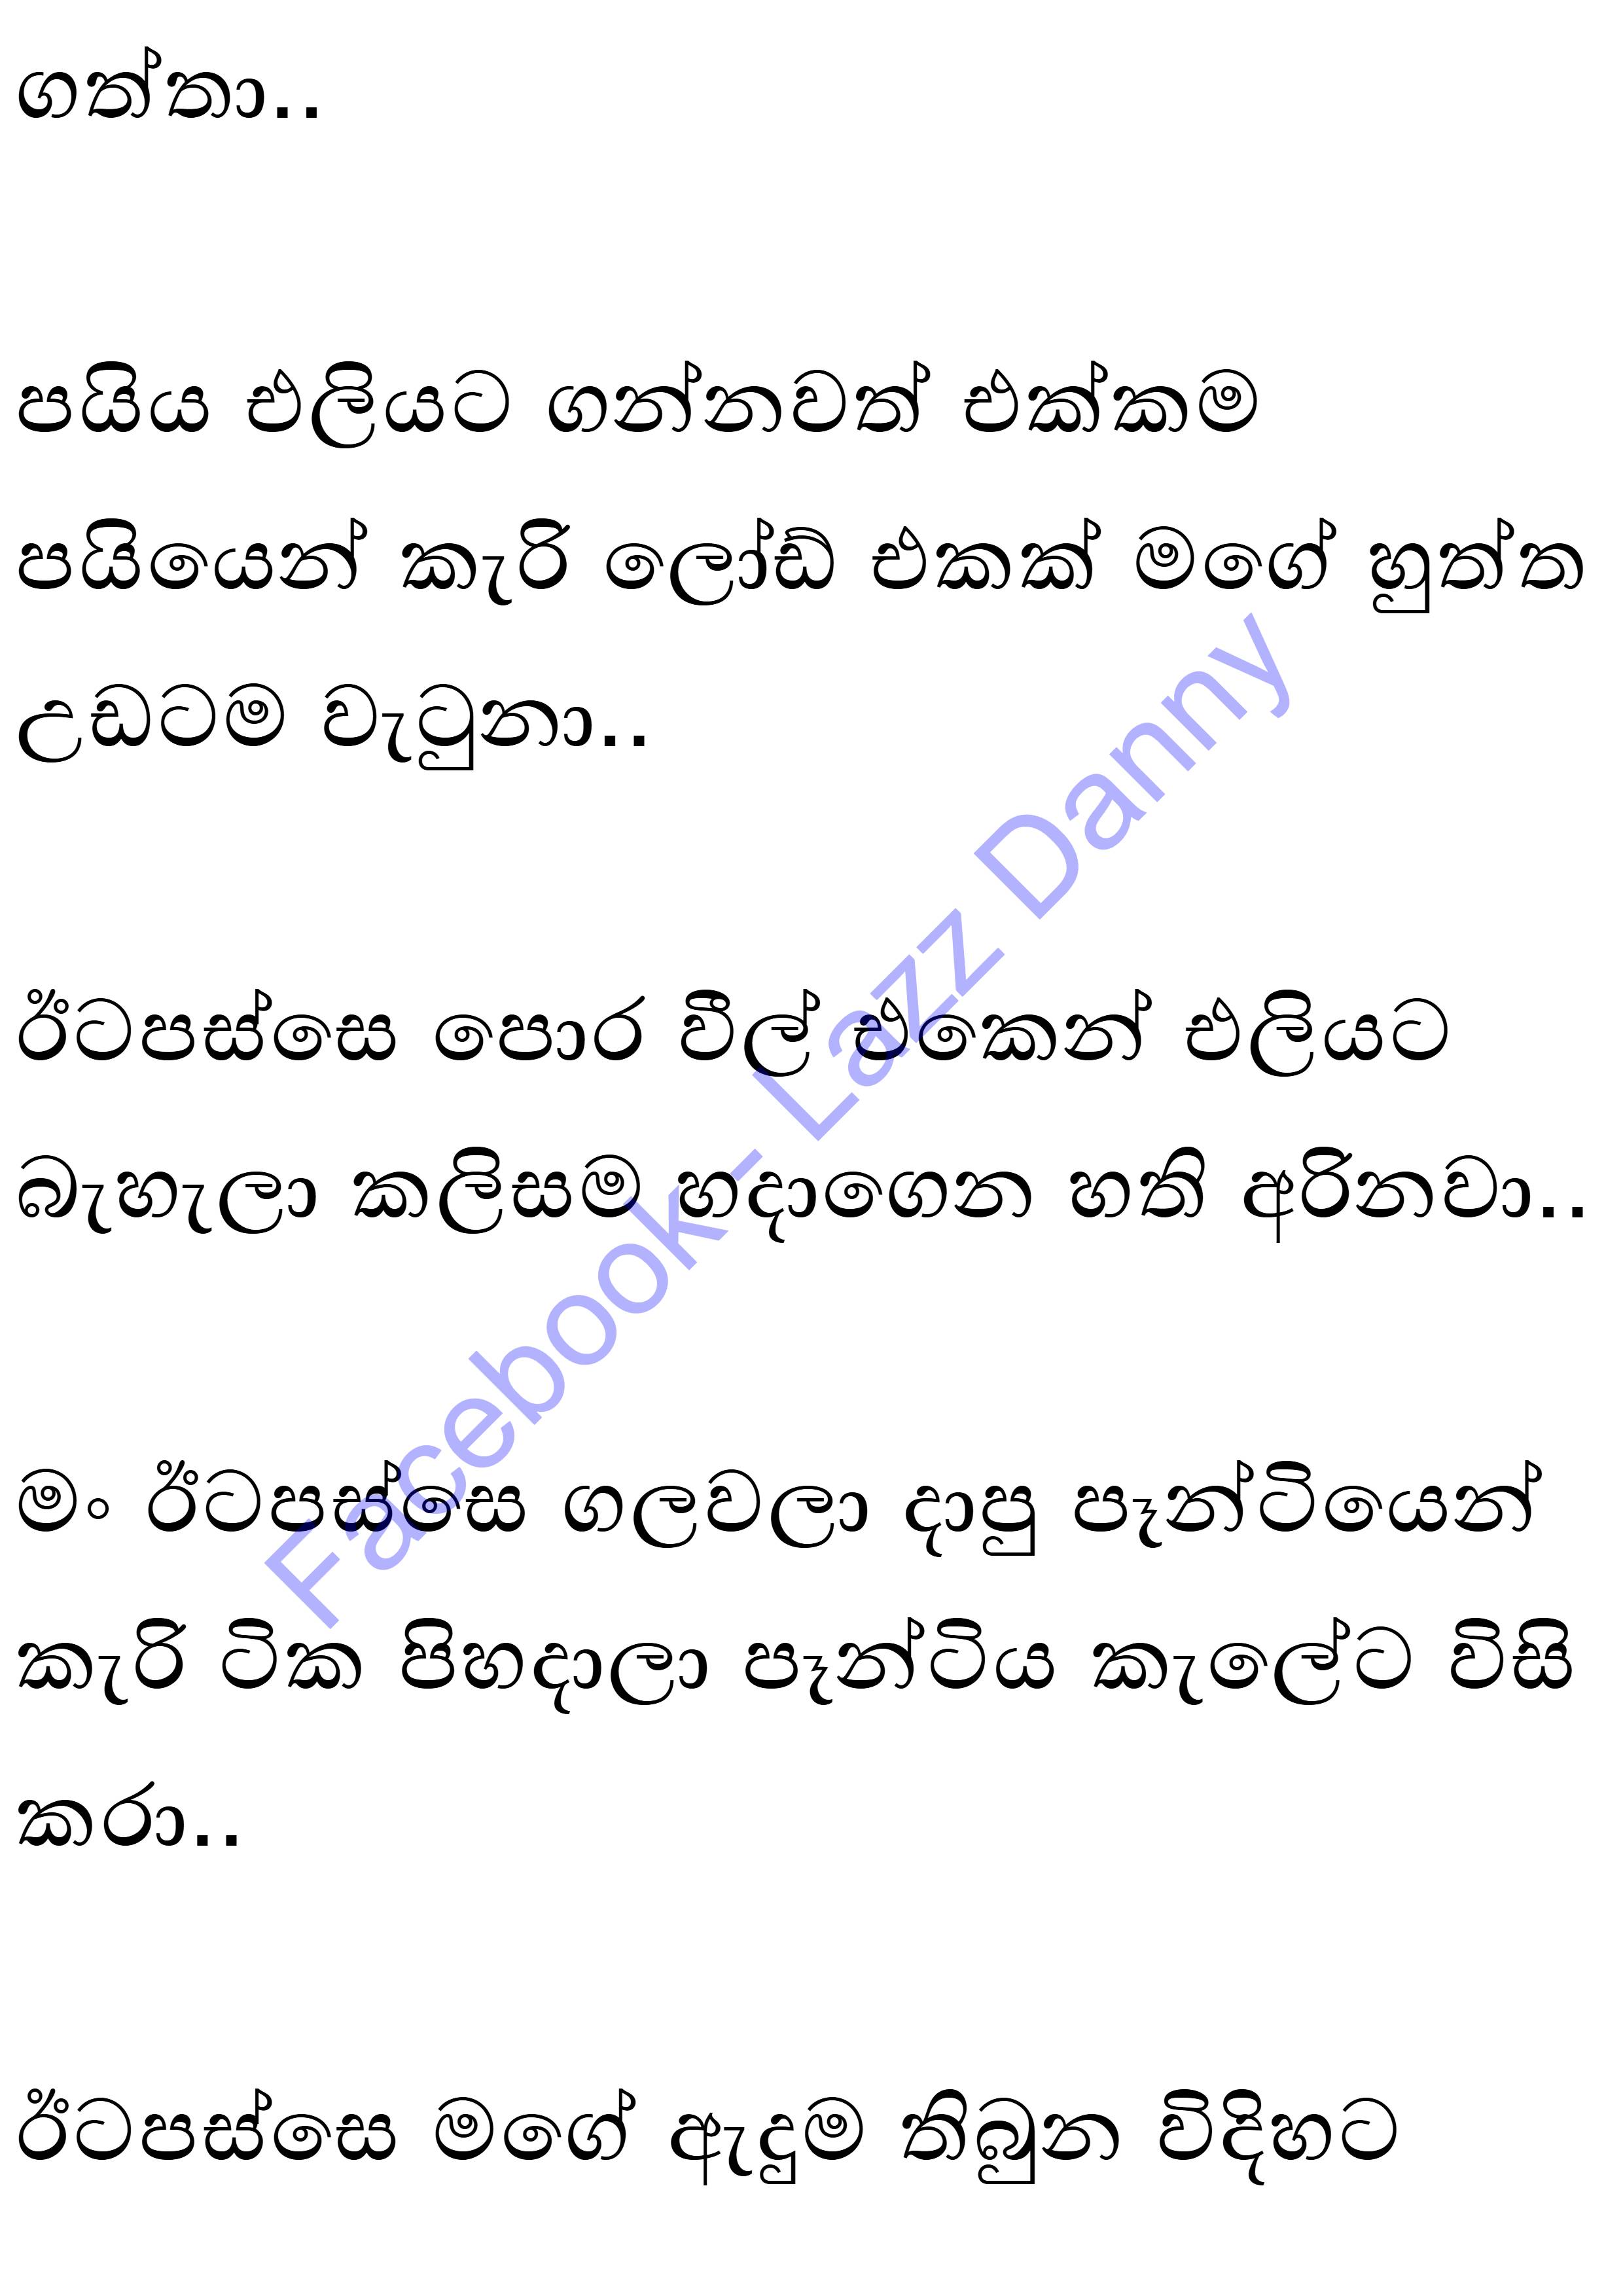 ගත්තා..
පයිය එලියට ගන්නවත් එක්කම
පයියෙන් කැරි ලෝඩ් එකක් මගේ හුත්ත
උඩටම වැටුනා..
ඊටපස්සෙ පොර වීල් එකෙන් එලියට
බැහැලා කලිසම හදාගෙන හති අරිනවා..
මං ඊටපස්සෙ ගලවලා දාපු පෑන්ටියෙන්
කැරි ටික පිහදාලා පෑන්ටිය කැලේට විසි
කරා..
ඊටපස්සෙ මගේ ඇඳුම තිබුන විදිහට
Facebook- Lazz Danny